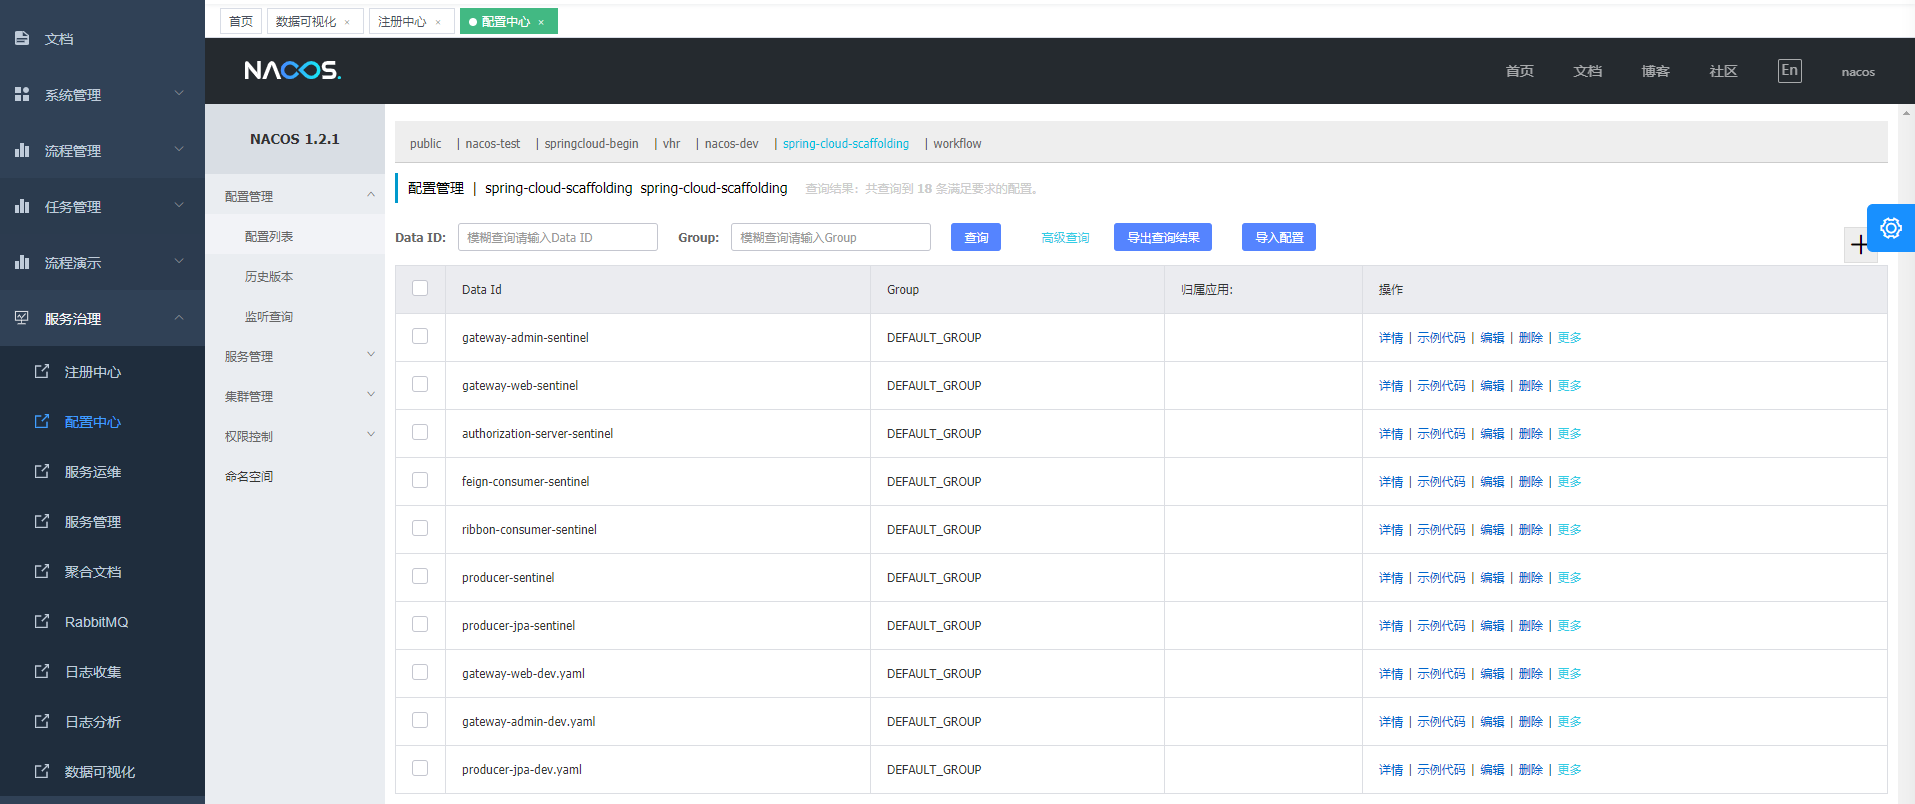 首页 数据可视化 × 注册中心 × 配置中心 ×
文档
系统管理
流程管理
任务管理
流程演示
服务治理
注册中心
配置中心
服务运维
服务管理
聚合文档
RabbitMQ
日志收集
日志分析
数据可视化
NACOS.
首页 文档 博客 社区 En nacos
NACOS 1.2.1
配置管理
配置列表
历史版本
监听查询
服务管理
集群管理
权限控制
命名空间
public | nacos-test | springcloud-begin | vhr | nacos-dev | spring-cloud-scaffolding | workflow
配置管理 | spring-cloud-scaffolding spring-cloud-scaffolding 查询结果：共查询到 18 条满足要求的配置。
Data ID: 模糊查询请输入Data ID Group: 模糊查询请输入Group 查询 高级查询 导出查询结果 导入配置 +
Data Id Group 归属应用: 操作
gateway-admin-sentinel DEFAULT_GROUP 详情 | 示例代码 | 编辑 | 删除 | 更多
gateway-web-sentinel DEFAULT_GROUP 详情 | 示例代码 | 编辑 | 删除 | 更多
authorization-server-sentinel DEFAULT_GROUP 详情 | 示例代码 | 编辑 | 删除 | 更多
feign-consumer-sentinel DEFAULT_GROUP 详情 | 示例代码 | 编辑 | 删除 | 更多
ribbon-consumer-sentinel DEFAULT_GROUP 详情 | 示例代码 | 编辑 | 删除 | 更多
producer-sentinel DEFAULT_GROUP 详情 | 示例代码 | 编辑 | 删除 | 更多
producer-jpa-sentinel DEFAULT_GROUP 详情 | 示例代码 | 编辑 | 删除 | 更多
gateway-web-dev.yaml DEFAULT_GROUP 详情 | 示例代码 | 编辑 | 删除 | 更多
gateway-admin-dev.yaml DEFAULT_GROUP 详情 | 示例代码 | 编辑 | 删除 | 更多
producer-jpa-dev.yaml DEFAULT_GROUP 详情 | 示例代码 | 编辑 | 删除 | 更多